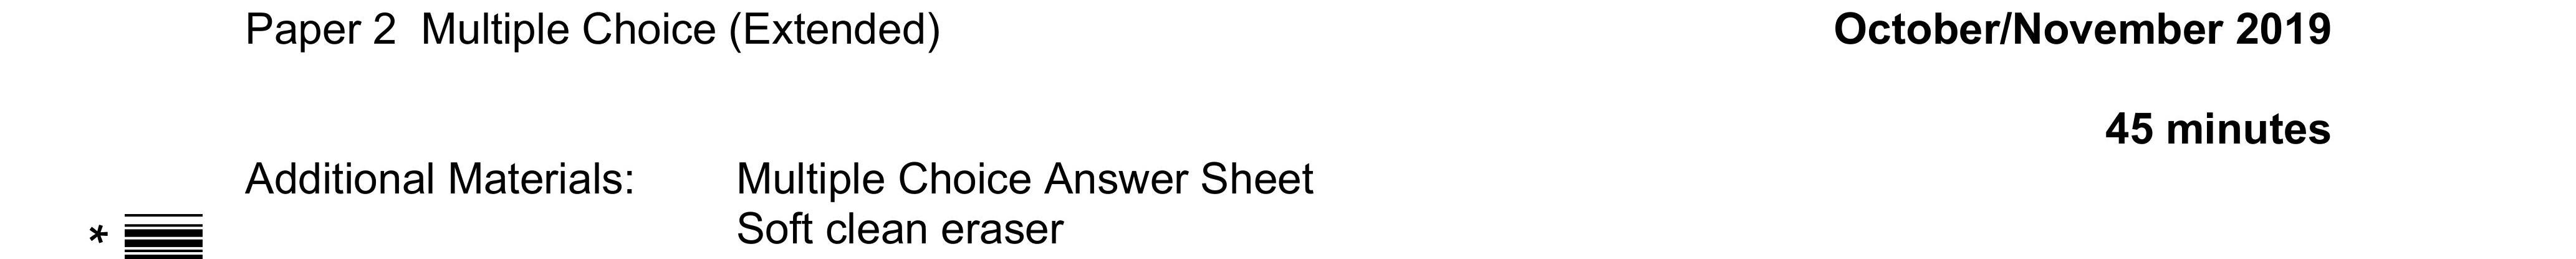 Paper 2 Multiple Choice (Extended) October/November 2019
45 minutes
Additional Materials: Multiple Choice Answer Sheet
Soft clean eraser
*